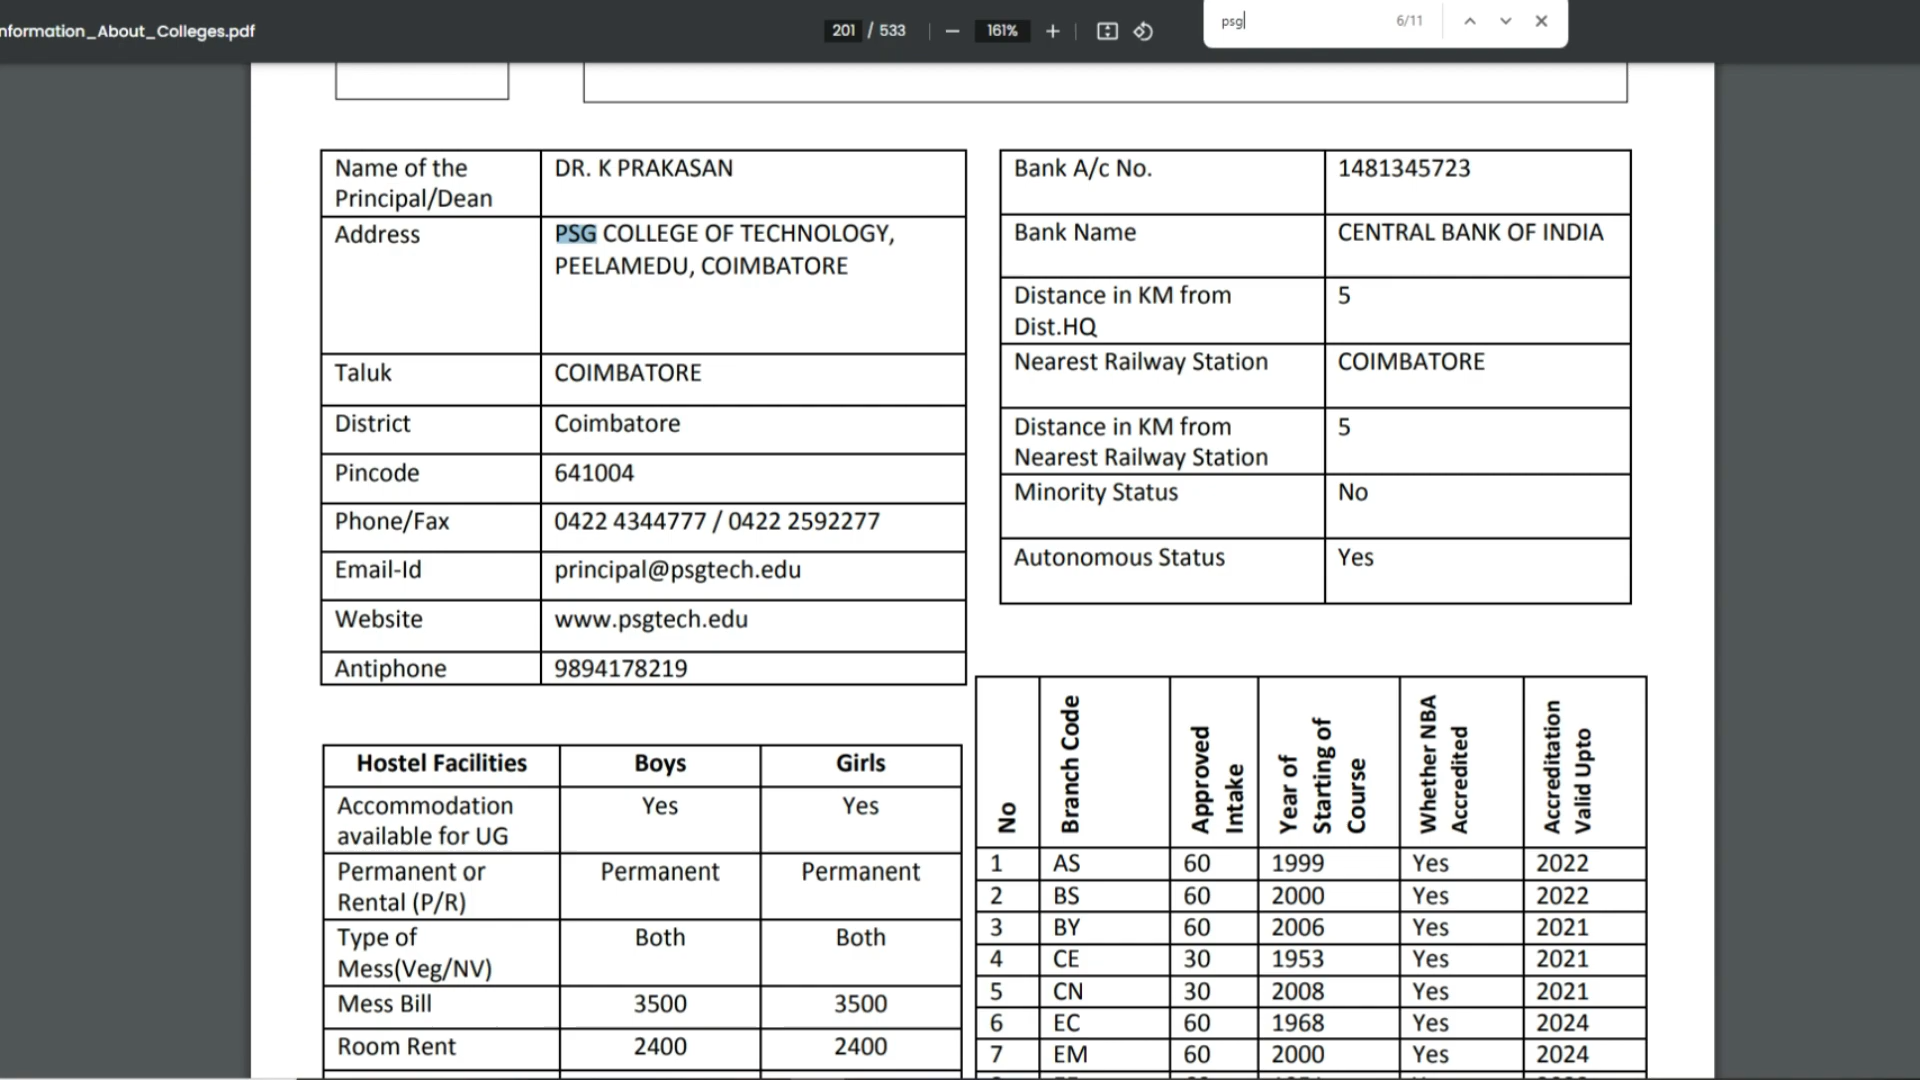 nformation_About_Colleges.pdf
201 / 533
161%
psg
6/11
Name of the
Principal/Dean
DR. K PRAKASAN
Address
PSG COLLEGE OF TECHNOLOGY,
PEELAMEDU, COIMBATORE
Taluk
COIMBATORE
District
Coimbatore
Pincode
641004
Phone/Fax
0422 4344777 / 0422 2592277
Email-Id
principal@psgtech.edu
Website
www.psgtech.edu
Antiphone
9894178219
Bank A/c No.
1481345723
Bank Name
CENTRAL BANK OF INDIA
Distance in KM from
Dist.HQ
5
Nearest Railway Station
COIMBATORE
Distance in KM from
Nearest Railway Station
5
Minority Status
No
Autonomous Status
Yes
Hostel Facilities Boys Girls
Accommodation
available for UG
Yes Yes
Permanent or
Rental (P/R)
Permanent Permanent
Type of
Mess(Veg/NV)
Both Both
Mess Bill 3500 3500
Room Rent 2400 2400
No
Branch Code
Approved
Intake
Year of
Starting of
Course
Whether NBA
Accredited
Accreditation
Valid Upto
1 AS 60 1999 Yes 2022
2 BS 60 2000 Yes 2022
3 BY 60 2006 Yes 2021
4 CE 30 1953 Yes 2021
5 CN 30 2008 Yes 2021
6 EC 60 1968 Yes 2024
7 EM 60 2000 Yes 2024